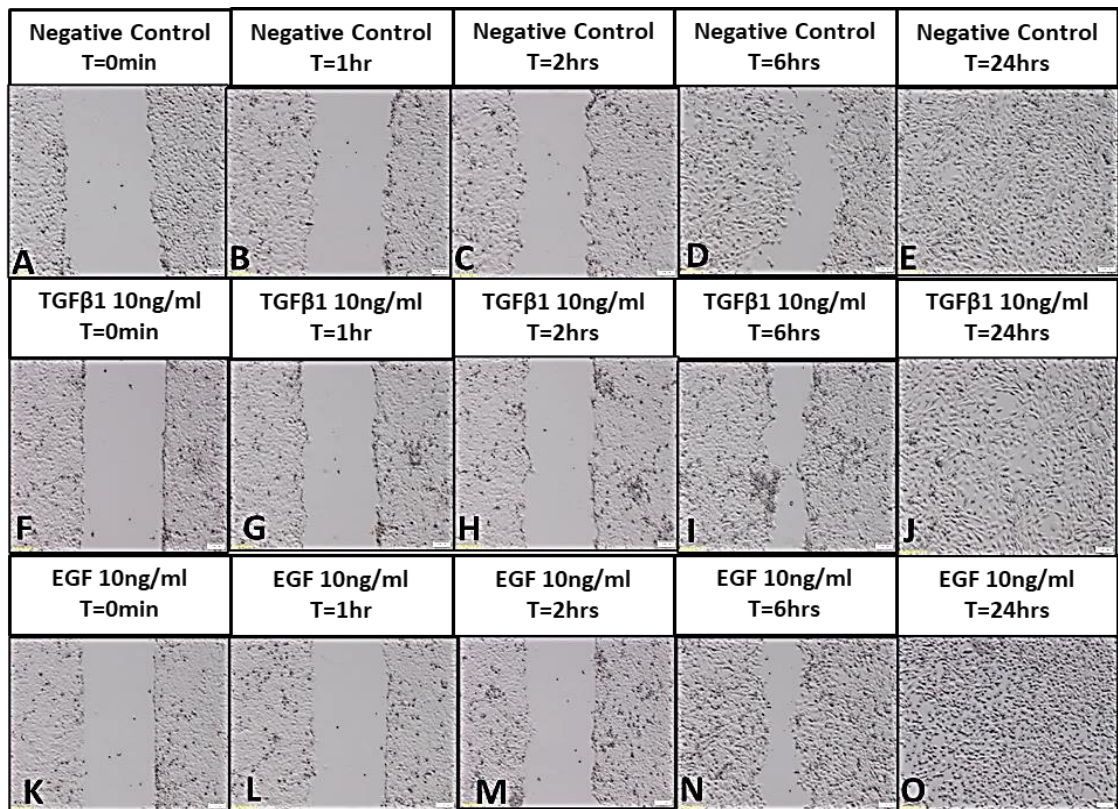 Negative Control
T=0min
Negative Control
T=1hr
Negative Control
T=2hrs
Negative Control
T=6hrs
Negative Control
T=24hrs
A
B
C
D
E
TGFβ1 10ng/ml
T=0min
TGFβ1 10ng/ml
T=1hr
TGFβ1 10ng/ml
T=2hrs
TGFβ1 10ng/ml
T=6hrs
TGFβ1 10ng/ml
T=24hrs
F
G
H
I
J
EGF 10ng/ml
T=0min
EGF 10ng/ml
T=1hr
EGF 10ng/ml
T=2hrs
EGF 10ng/ml
T=6hrs
EGF 10ng/ml
T=24hrs
K
L
M
N
O